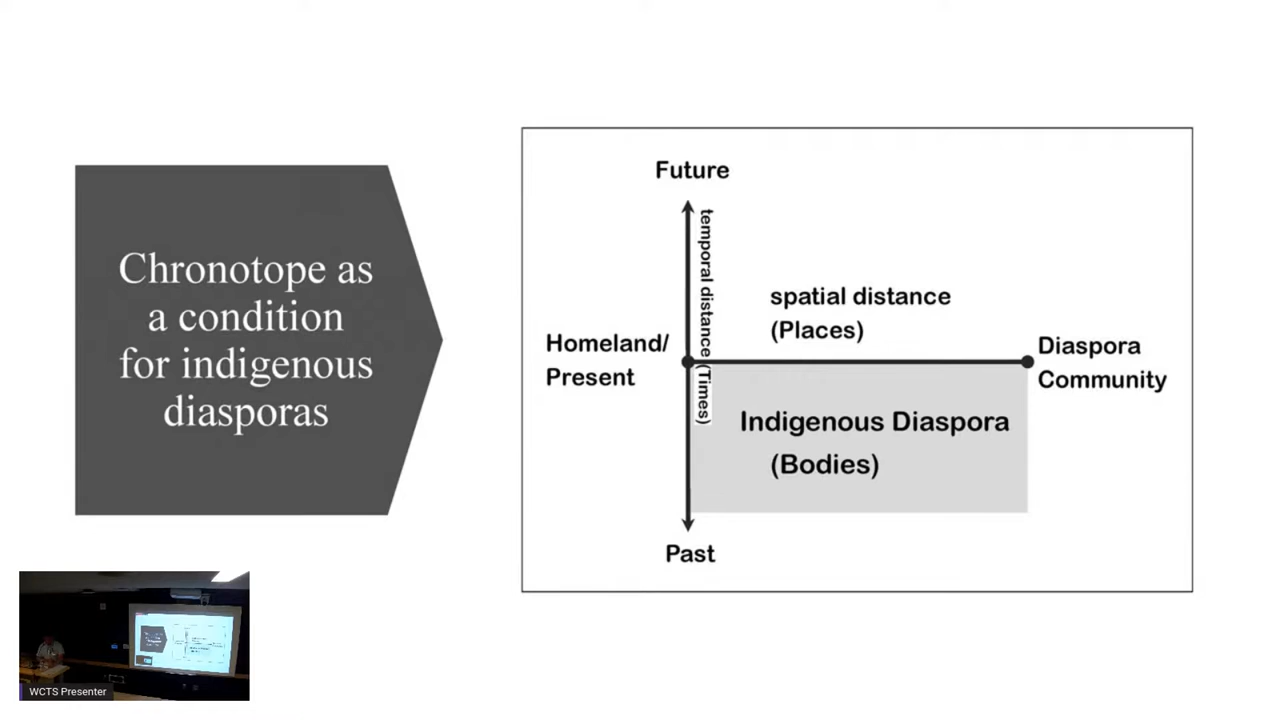 Chronotope as
a condition
for indigenous
diasporas
Future
temporal distance (Times)
spatial distance
(Places)
Homeland/
Present
Diaspora
Community
Indigenous Diaspora
(Bodies)
Past
WCTS Presenter